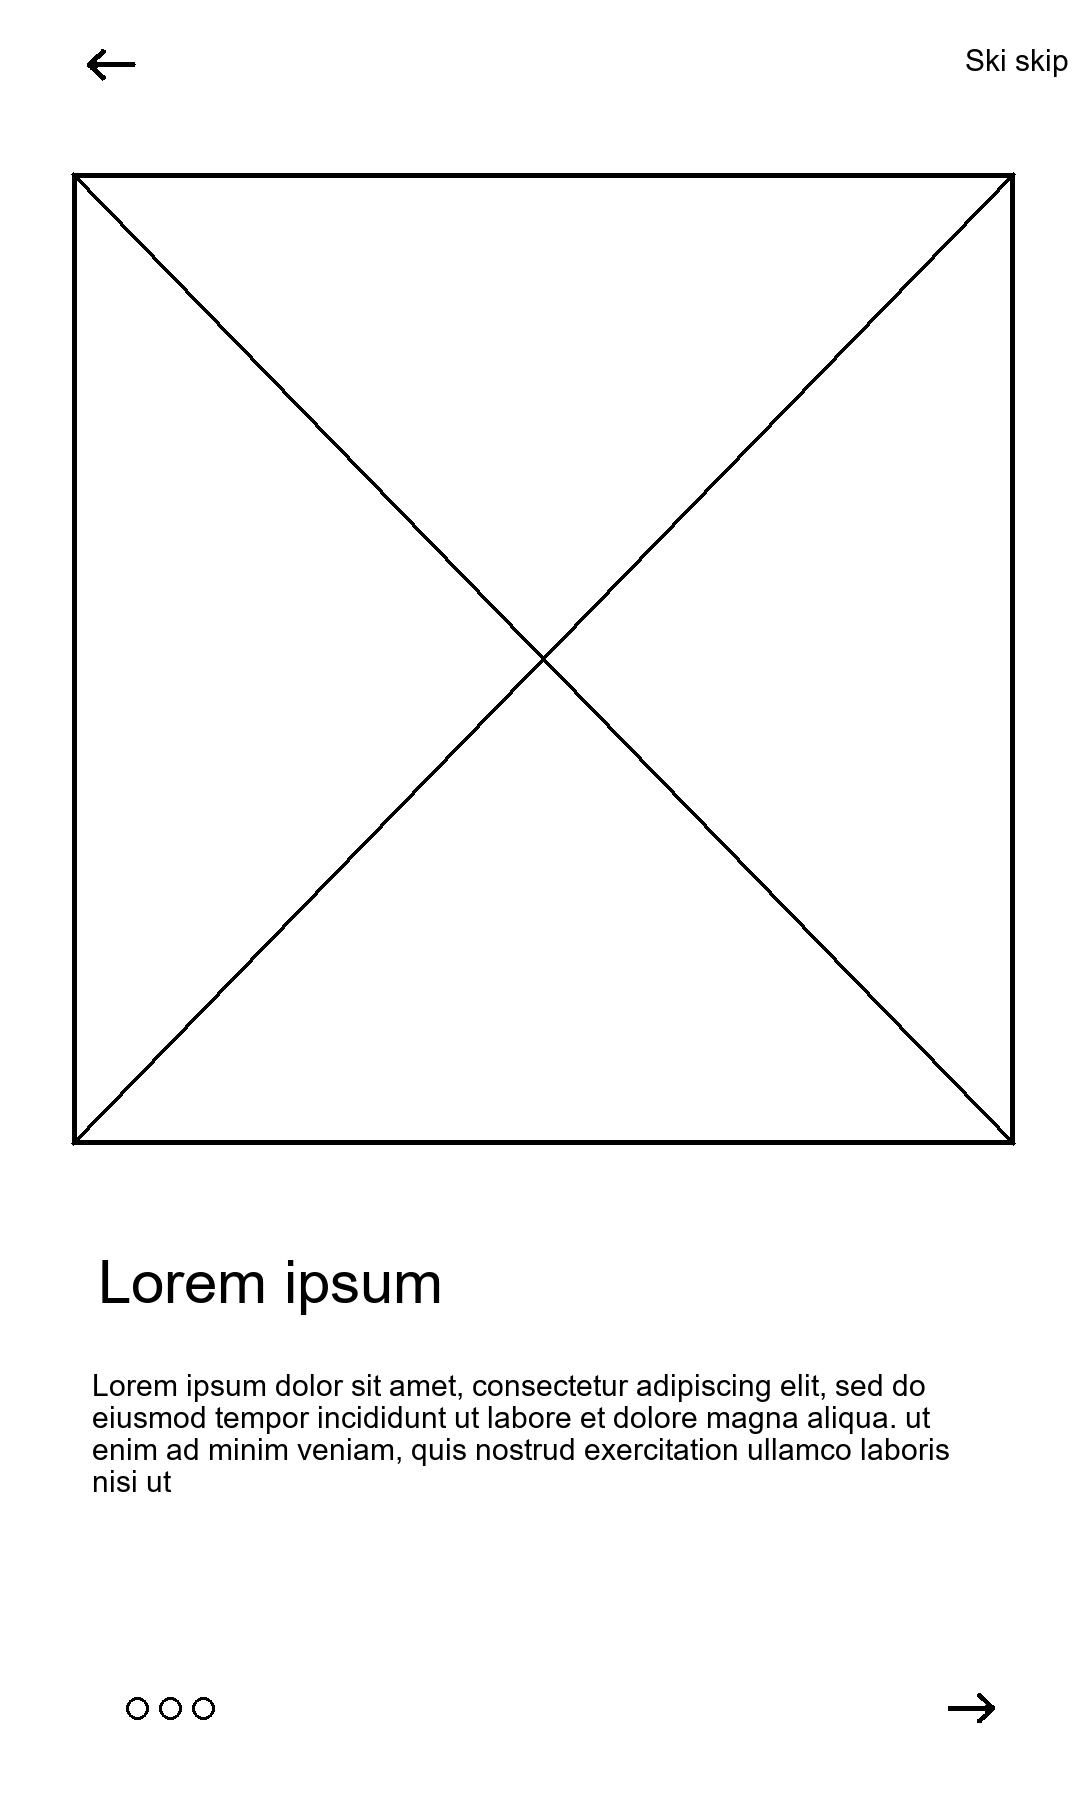 Ski skip
Lorem ipsum
Lorem ipsum dolor sit amet, consectetur adipiscing elit, sed do
eiusmod tempor incididunt ut labore et dolore magna aliqua. ut
enim ad minim veniam, quis nostrud exercitation ullamco laboris
nisi ut